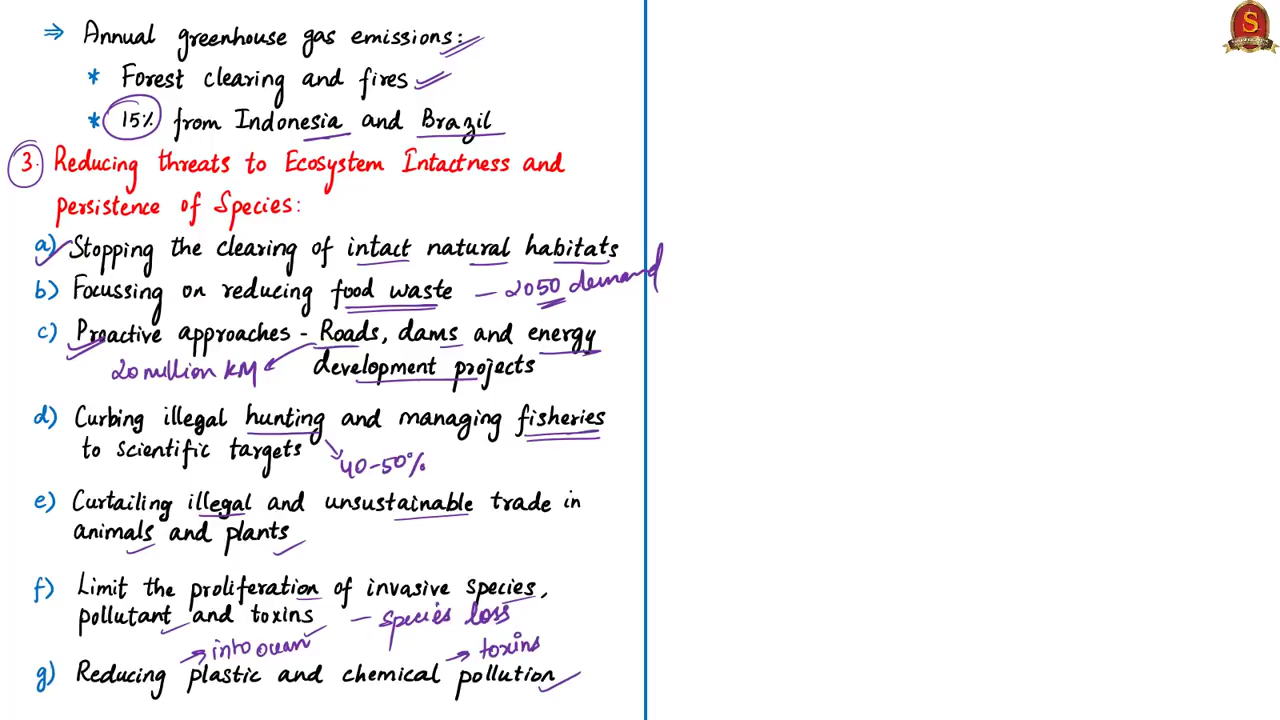 ⇒ Annual greenhouse gas emissions:
* Forest clearing and fires
* 15% from Indonesia and Brazil
3. Reducing threats to Ecosystem Intactness and
persistence of Species:
a) Stopping the clearing of intact natural habitats
b) Focussing on reducing food waste - 2050 demand
c) Proactive approaches - Roads, dams and energy
20 million KM development projects
d) Curbing illegal hunting and managing fisheries
to scientific targets
40-50%
e) Curtailing illegal and unsustainable trade in
animals and plants
f) Limit the proliferation of invasive species,
pollutant and toxins - species loss
into ocean toxins
g) Reducing plastic and chemical pollution
S